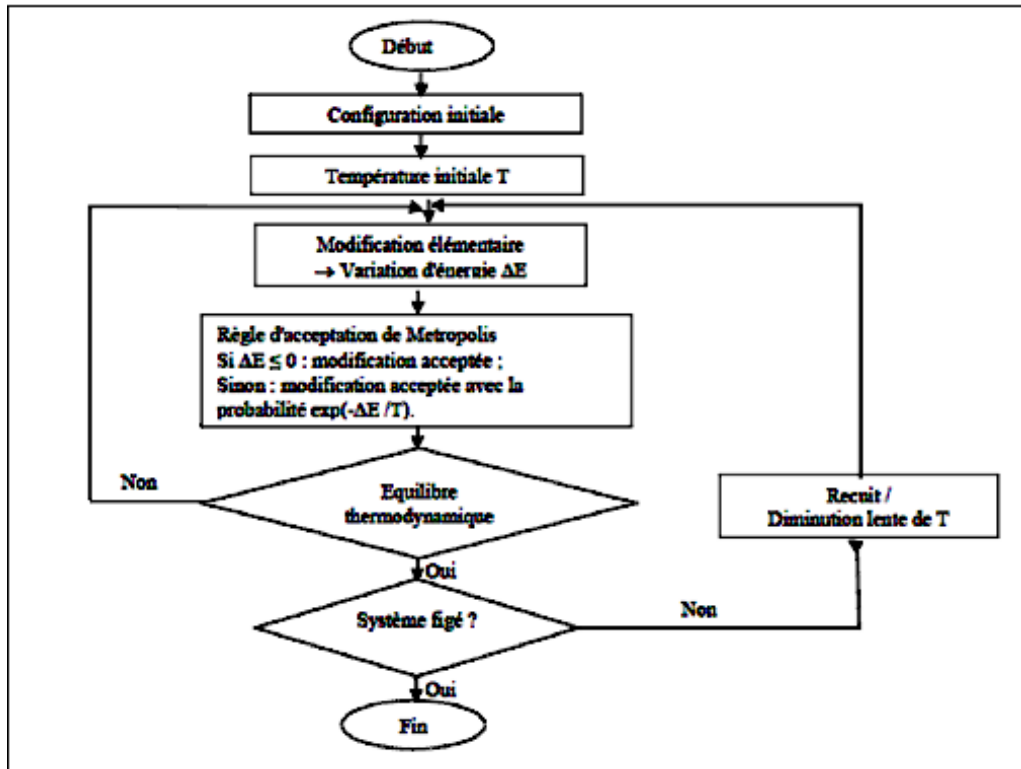 Début
Configuration initiale
Température initiale T
Modification élémentaire
→ Variation d'énergie ΔE
Règle d'acceptation de Metropolis
Si ΔE ≤ 0 : modification acceptée ;
Sinon : modification acceptée avec la
probabilité exp(-ΔE /T).
Non
Equilibre
thermodynamique
Recuit /
Diminution lente de T
Oui
Système figé ?
Non
Oui
Fin